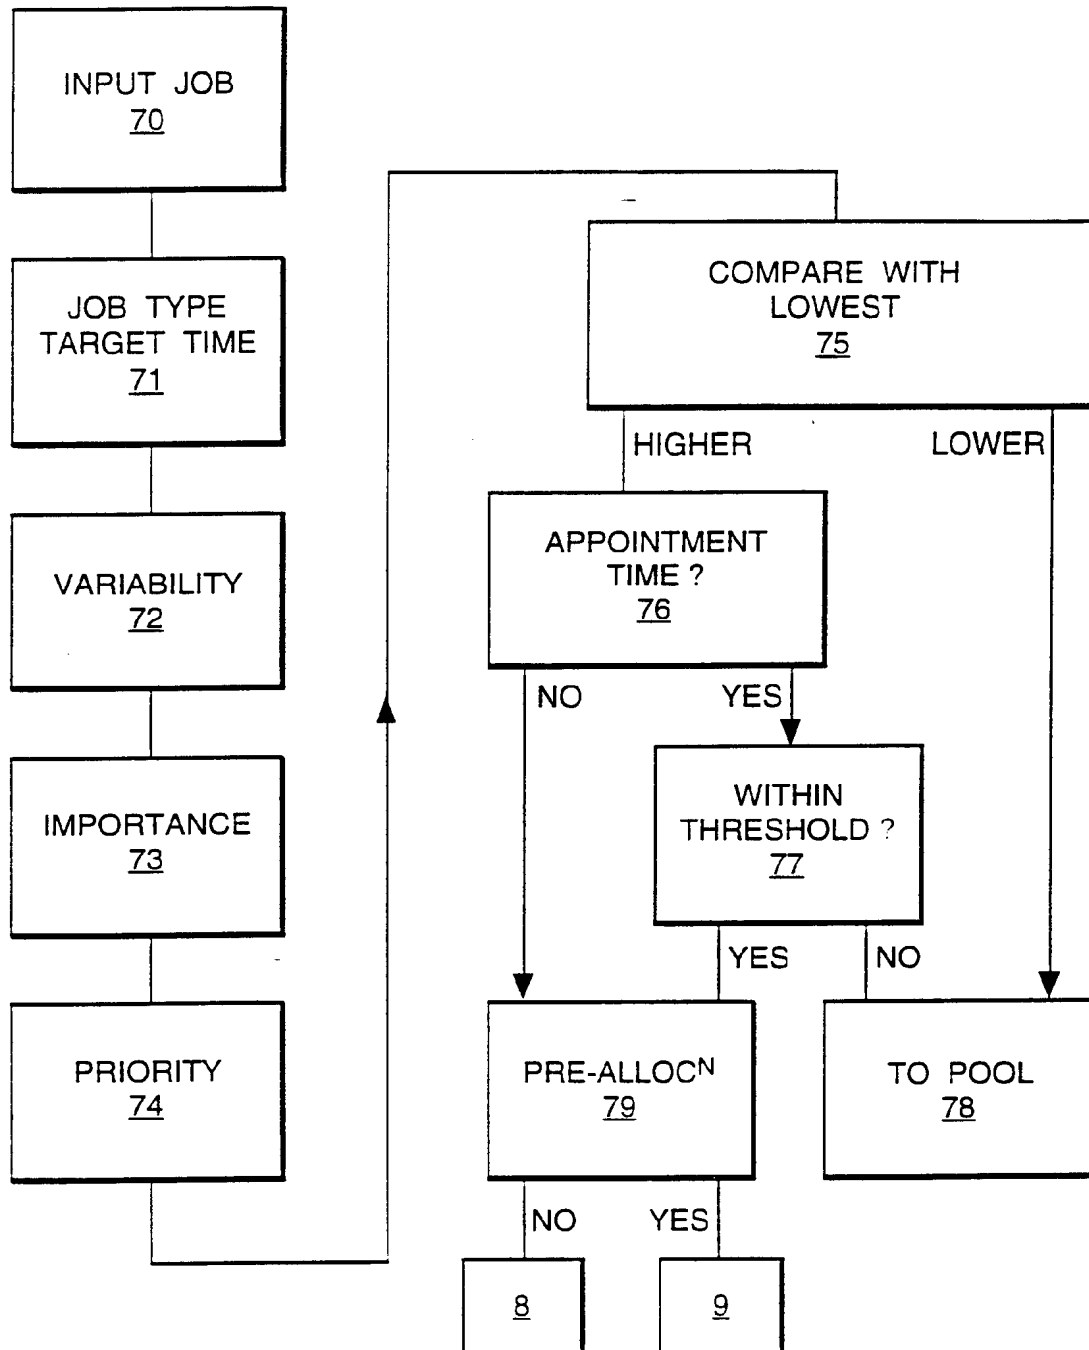 INPUT JOB
70
JOB TYPE
TARGET TIME
71
VARIABILITY
72
IMPORTANCE
73
PRIORITY
74
COMPARE WITH
LOWEST
75
HIGHER
LOWER
APPOINTMENT
TIME ?
76
NO
YES
WITHIN
THRESHOLD ?
77
YES
NO
PRE-ALLOCᴺ
79
TO POOL
78
NO
YES
8
9